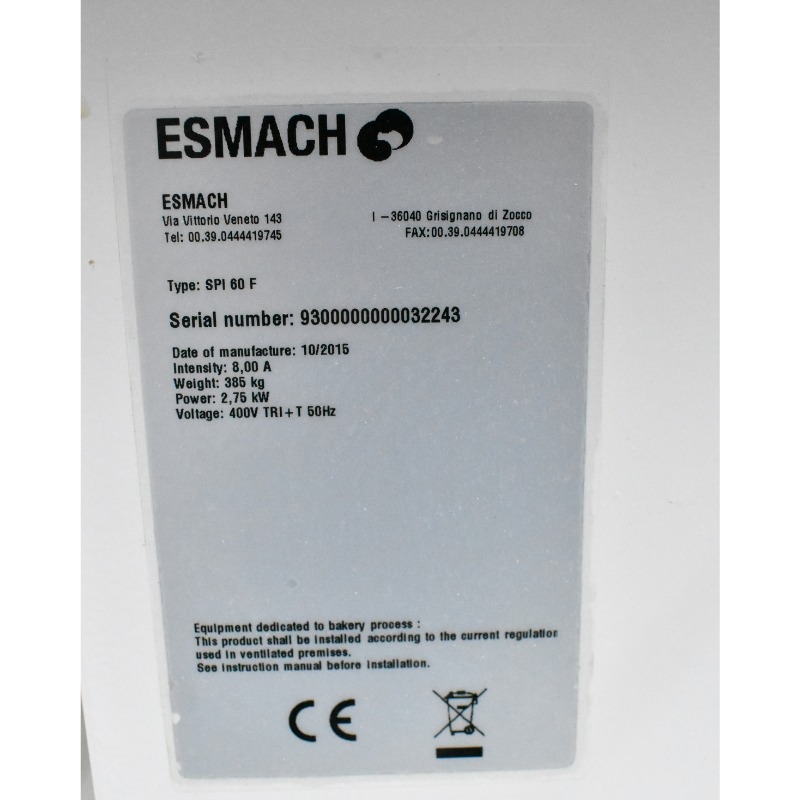 ESMACH
ESMACH
Via Vittorio Veneto 143 I -36040 Grisignano di Zocco
Tel: 00.39.0444419745 FAX:00.39.0444419708
Type: SPI 60 F
Serial number: 9300000000032243
Date of manufacture: 10/2015
Intensity: 8,00 A
Weight: 385 kg
Power: 2,75 kW
Voltage: 400V TRI+T 50Hz
Equipment dedicated to bakery process :
This product shall be installed according to the current regulation
used in ventilated premises.
See instruction manual before installation.
CE